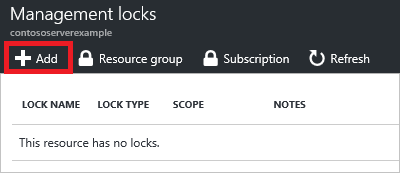 Management locks
contososerverexample
Add Resource group Subscription Refresh
LOCK NAME LOCK TYPE SCOPE NOTES
This resource has no locks.